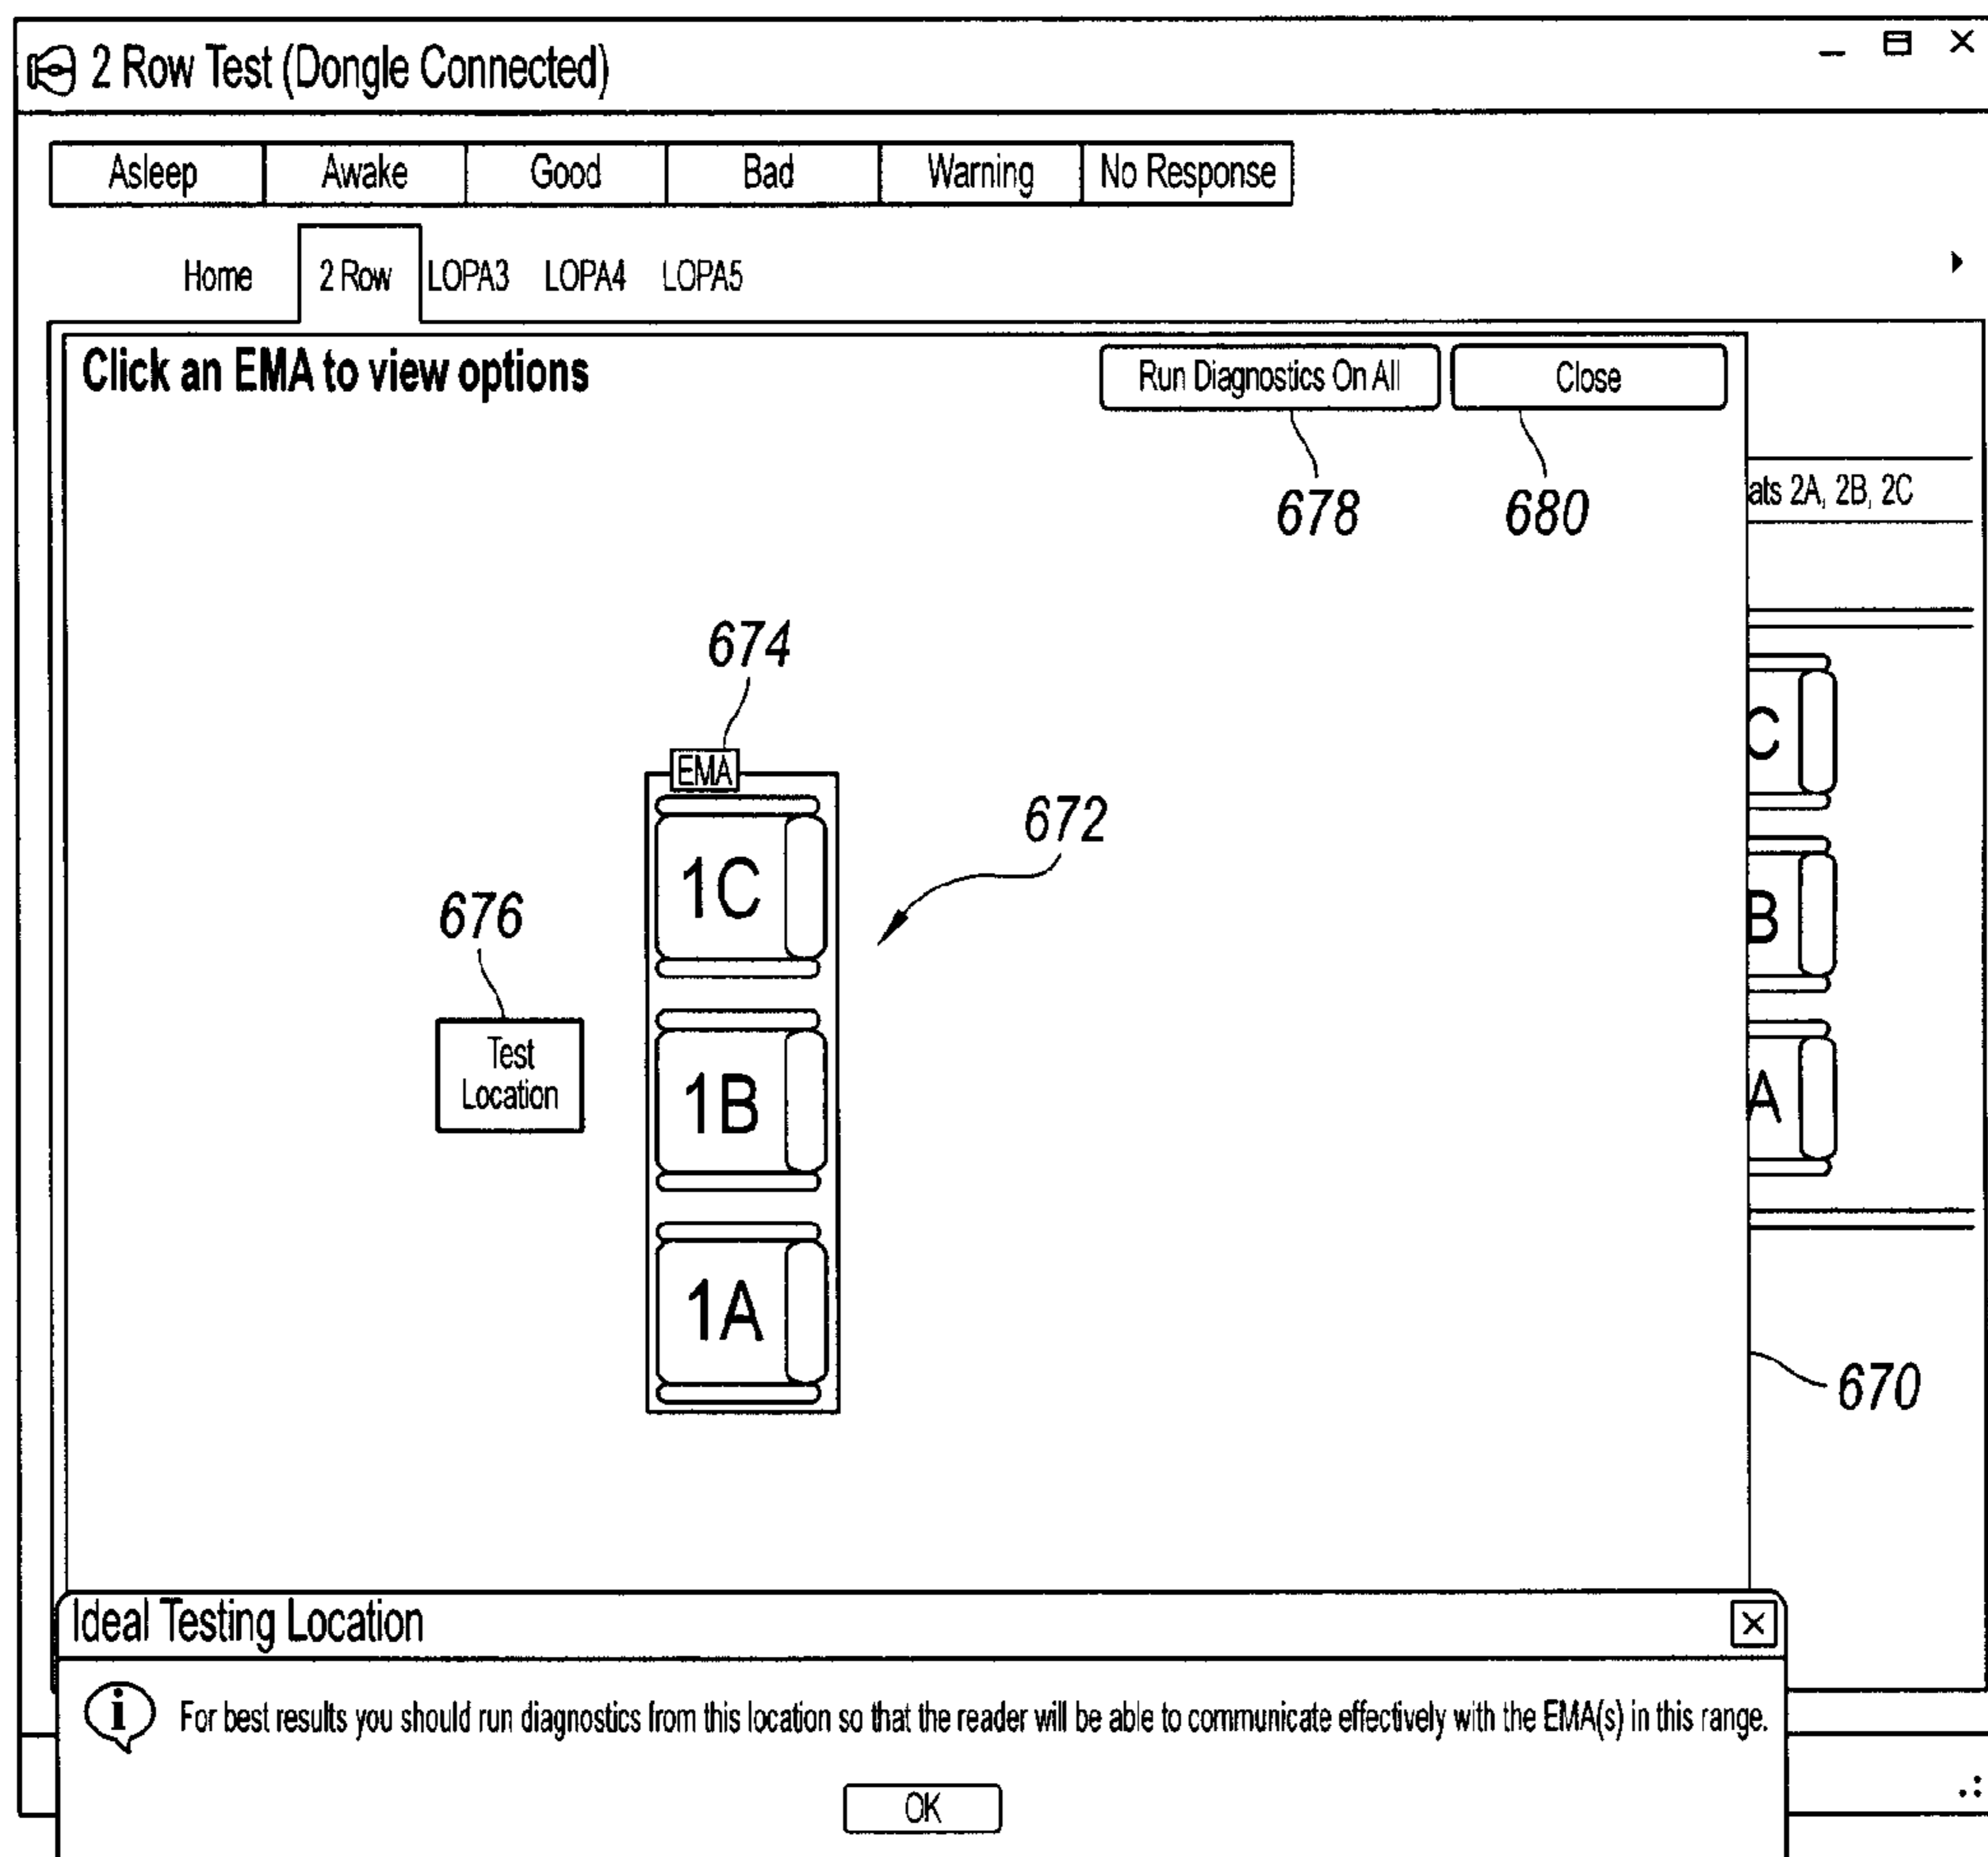 2 Row Test (Dongle Connected)
Asleep Awake Good Bad Warning No Response
Home 2 Row LOPA3 LOPA4 LOPA5
Click an EMA to view options Run Diagnostics On All Close
678 680
ats 2A, 2B, 2C
674
EMA
C
672
1C
676
B
Test
Location
1B
A
1A
670
Ideal Testing Location
For best results you should run diagnostics from this location so that the reader will be able to communicate effectively with the EMA(s) in this range.
OK